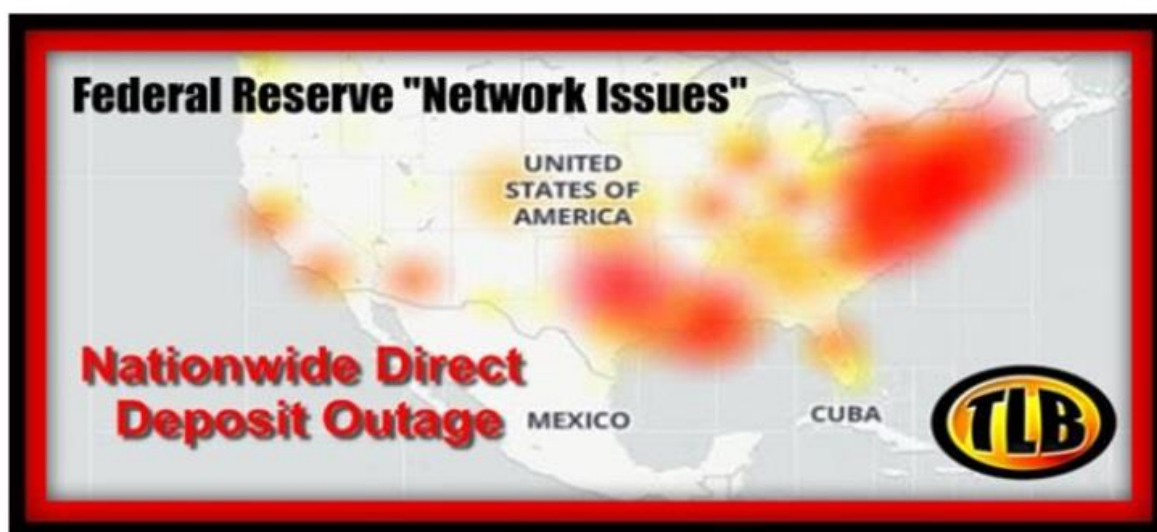 Federal Reserve "Network Issues"
UNITED
STATES OF
AMERICA
Nationwide Direct
Deposit Outage
MEXICO
CUBA
TLB